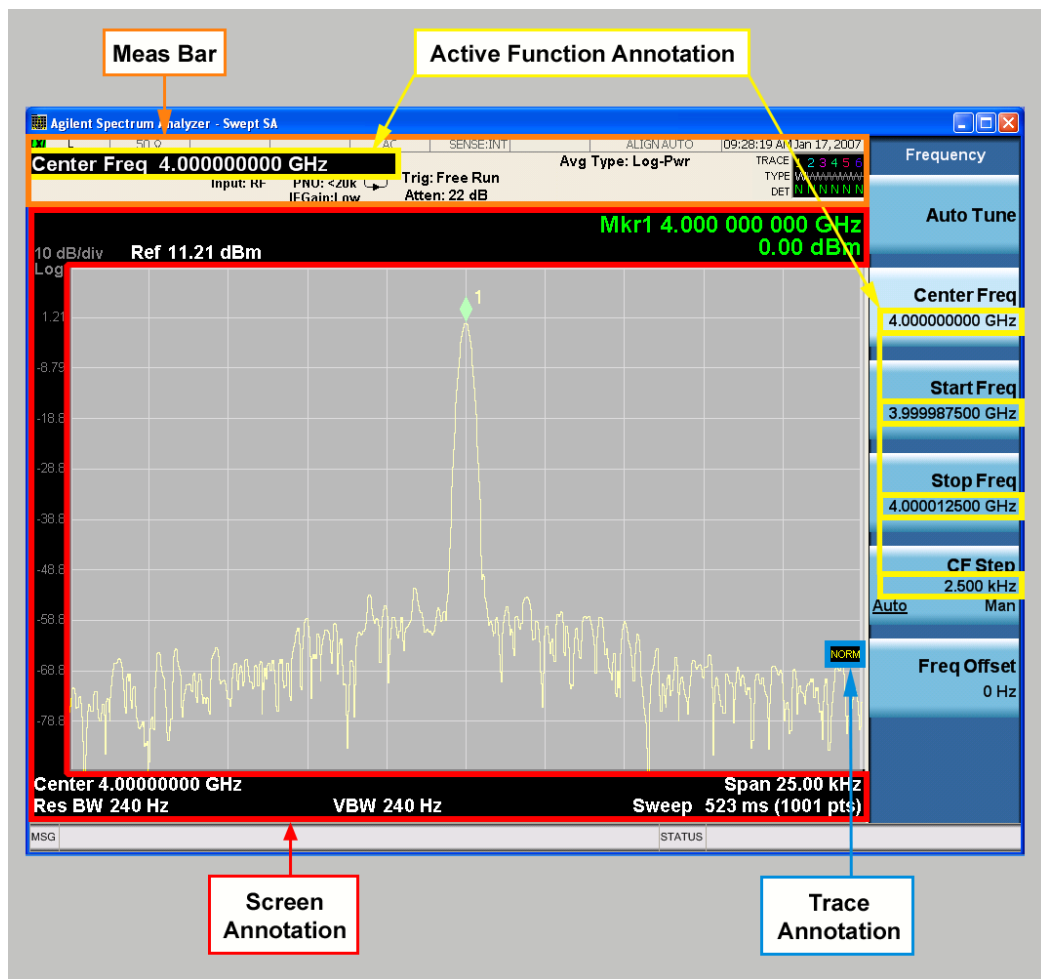 Meas Bar
Active Function Annotation
Agilent Spectrum Analyzer - Swept SA
L 50 Ω AC SENSE:INT ALIGN AUTO 09:28:19 AM Jan 17, 2007
Center Freq 4.000000000 GHz
Input: RF PNO: <20k Trig: Free Run
IFGain:Low Atten: 22 dB
Avg Type: Log-Pwr
TRACE 1 2 3 4 5 6
TYPE
DET N N N N N N
Frequency
Auto Tune
Center Freq
4.000000000 GHz
Start Freq
3.999987500 GHz
Stop Freq
4.000012500 GHz
CF Step
2.500 kHz
Auto Man
Freq Offset
0 Hz
Mkr1 4.000 000 000 GHz
0.00 dBm
10 dB/div Ref 11.21 dBm
Log
1
1.21
-8.79
-18.8
-28.8
-38.8
-48.8
-58.8
-68.8
-78.8
NORM
Center 4.00000000 GHz Span 25.00 kHz
Res BW 240 Hz VBW 240 Hz Sweep 523 ms (1001 pts)
MSG STATUS
Screen
Annotation
Trace
Annotation